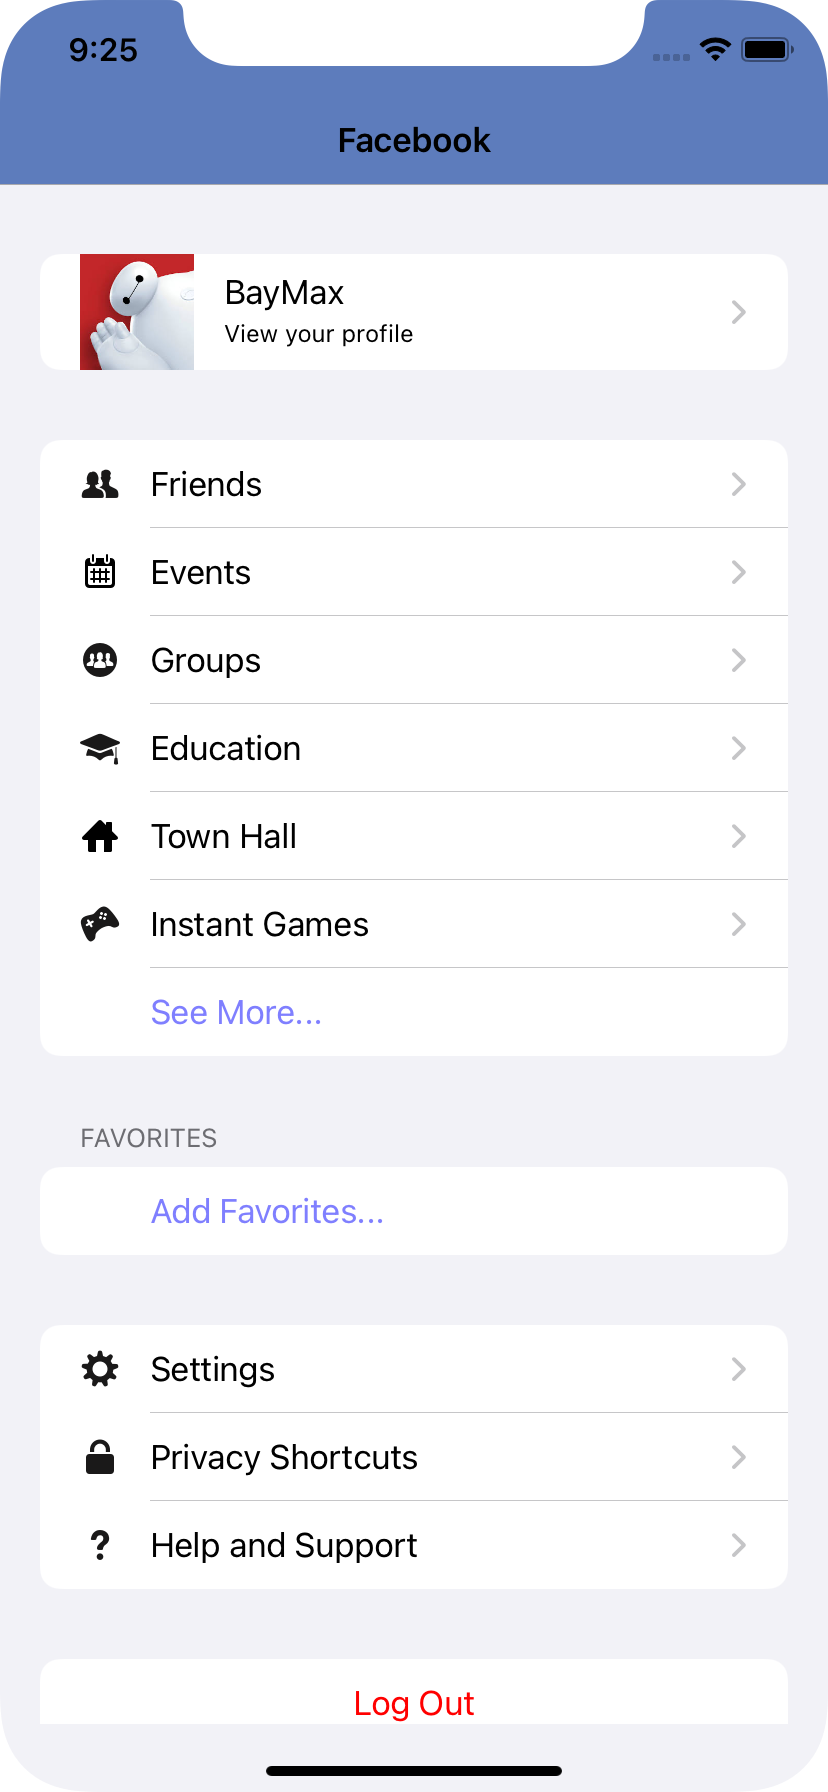 9:25
Facebook
BayMax
View your profile
Friends
Events
Groups
Education
Town Hall
Instant Games
See More...
FAVORITES
Add Favorites...
Settings
Privacy Shortcuts
Help and Support
Log Out